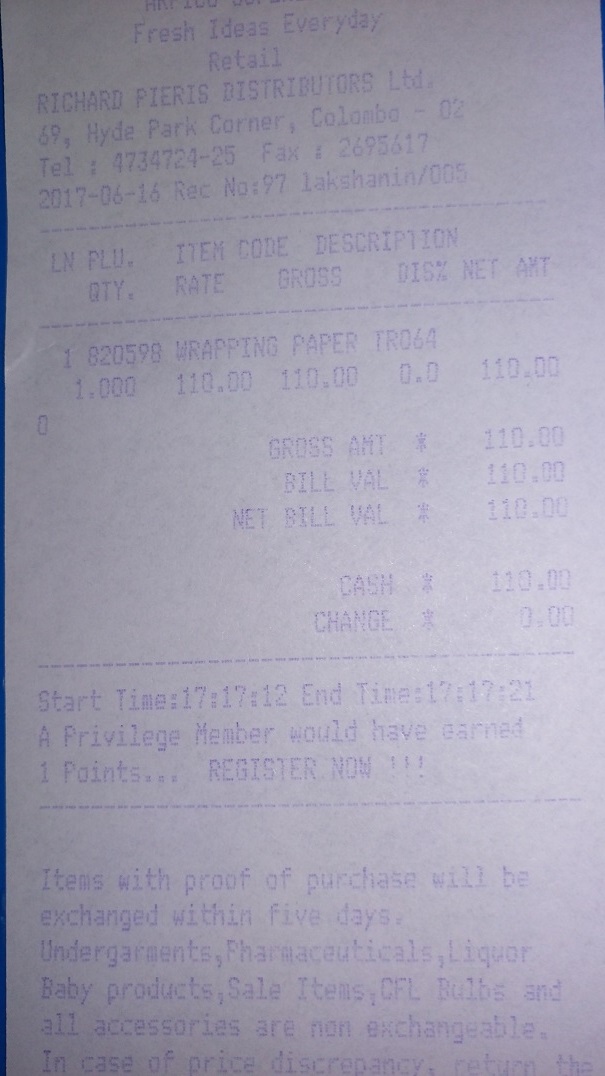 Fresh Ideas Everyday
Retail
RICHARD PIERIS DISTRIBUTORS Ltd.
69, Hyde Park Corner, Colombo - 02
Tel : 4734724-25 Fax : 2695617
2017-06-16 Rec No:97 lakshanin/005
LN PLU. ITEM CODE DESCRIPTION
QTY. RATE GROSS DIS% NET AMT
1 820598 WRAPPING PAPER TR064
1.000 110.00 110.00 0.0 110.00
0
GROSS AMT * 110.00
BILL VAL * 110.00
NET BILL VAL * 110.00
CASH * 110.00
CHANGE * 0.00
Start Time:17:17:12 End Time:17:17:21
A Privilege Member would have earned
1 Points... REGISTER NOW !!!
Items with proof of purchase will be
exchanged within five days.
Undergarments,Pharmaceuticals,Liquor
Baby products,Sale Items,CFL Bulbs and
all accessories are non exchangeable.
In case of price discrepancy, return the